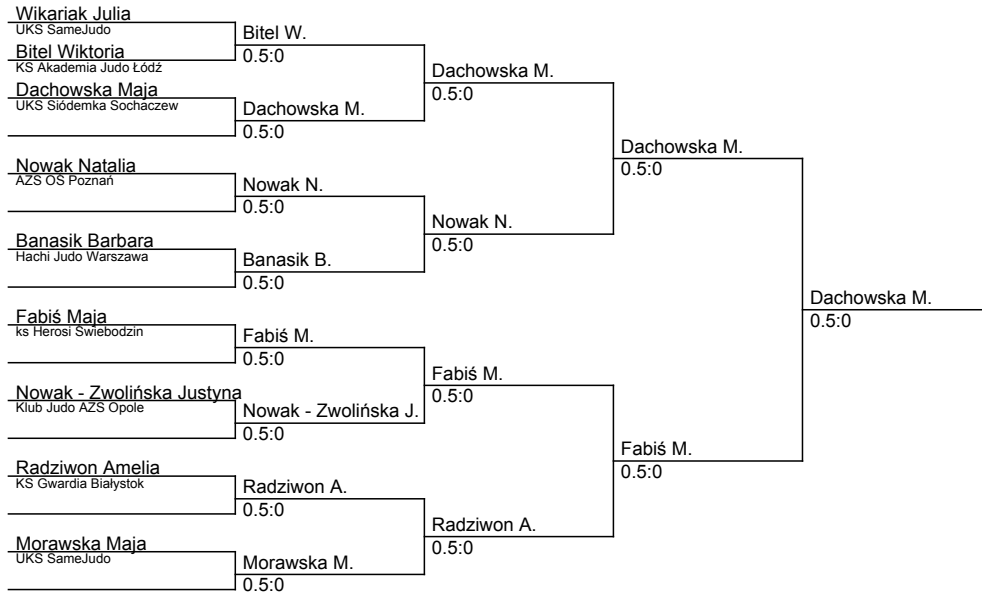 Wikariak Julia
UKS SameJudo
Bitel Wiktoria
KS Akademia Judo Łódź
Dachowska Maja
UKS Siódemka Sochaczew
Nowak Natalia
AZS OŚ Poznań
Banasik Barbara
Hachi Judo Warszawa
Fabiś Maja
ks Herosi Świebodzin
Nowak - Zwolińska Justyna
Klub Judo AZS Opole
Radziwon Amelia
KS Gwardia Białystok
Morawska Maja
UKS SameJudo
Bitel W.
0.5:0
Dachowska M.
0.5:0
Nowak N.
0.5:0
Banasik B.
0.5:0
Fabiś M.
0.5:0
Nowak - Zwolińska J.
0.5:0
Radziwon A.
0.5:0
Morawska M.
0.5:0
Dachowska M.
0.5:0
Nowak N.
0.5:0
Fabiś M.
0.5:0
Radziwon A.
0.5:0
Dachowska M.
0.5:0
Fabiś M.
0.5:0
Dachowska M.
0.5:0